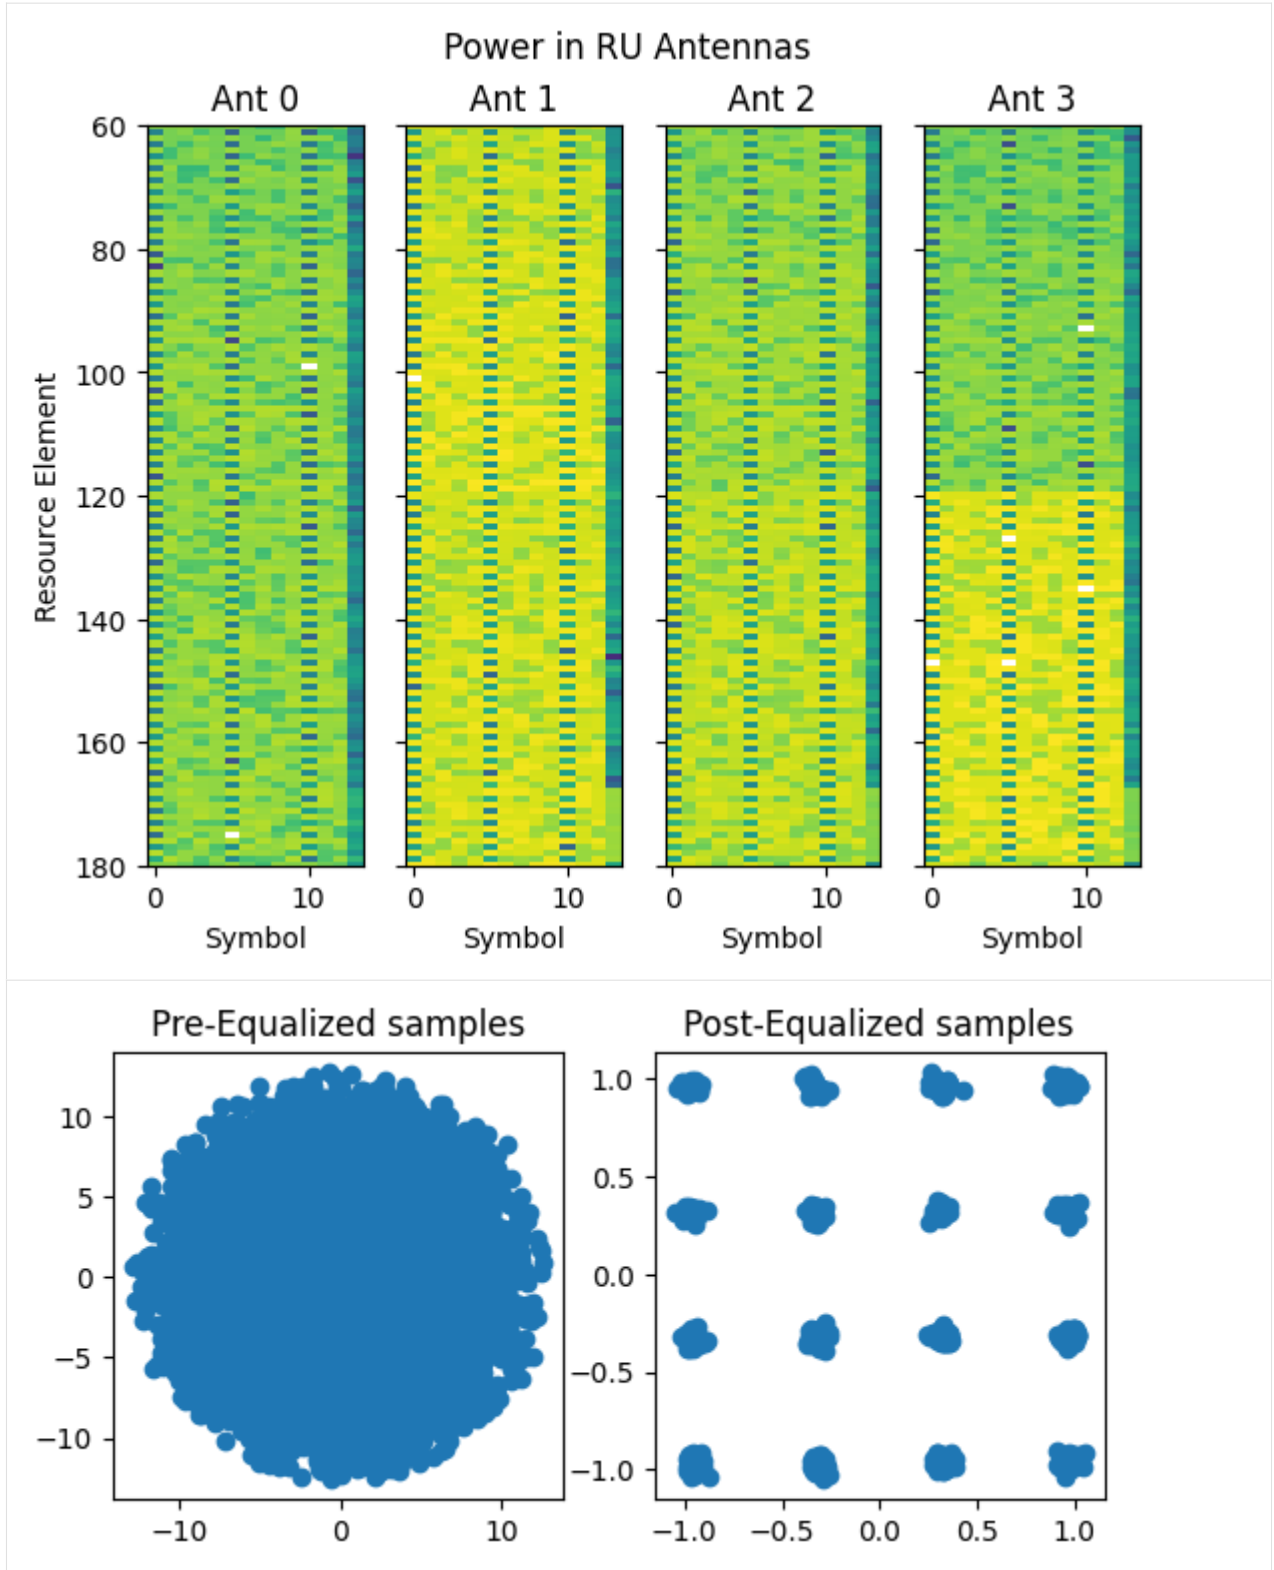 Power in RU Antennas
Ant 0 Ant 1 Ant 2 Ant 3
60
80
100
120
140
160
180
Resource Element
0 10 0 10 0 10 0 10
Symbol Symbol Symbol Symbol
Pre-Equalized samples Post-Equalized samples
10
5
0
−5
−10
−10 0 10
1.0
0.5
0.0
−0.5
−1.0
−1.0 −0.5 0.0 0.5 1.0